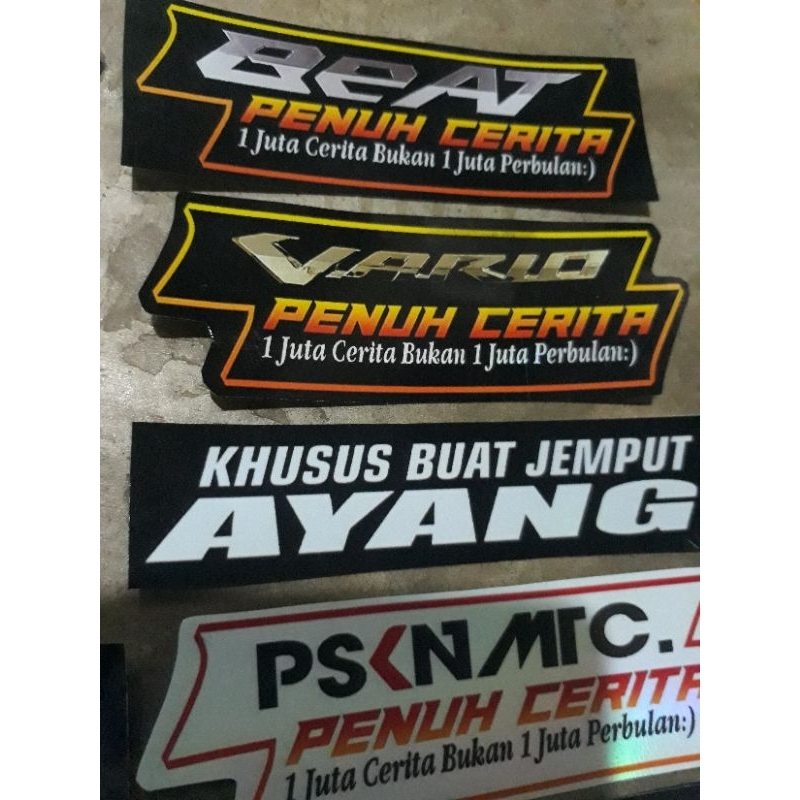 BeAT
PENUH CERITA
1 Juta Cerita Bukan 1 Juta Perbulan:)
VARIO
PENUH CERITA
1 Juta Cerita Bukan 1 Juta Perbulan:)
KHUSUS BUAT JEMPUT
AYANG
PSKNMTC.
PENUH CERITA
1 Juta Cerita Bukan 1 Juta Perbulan:)